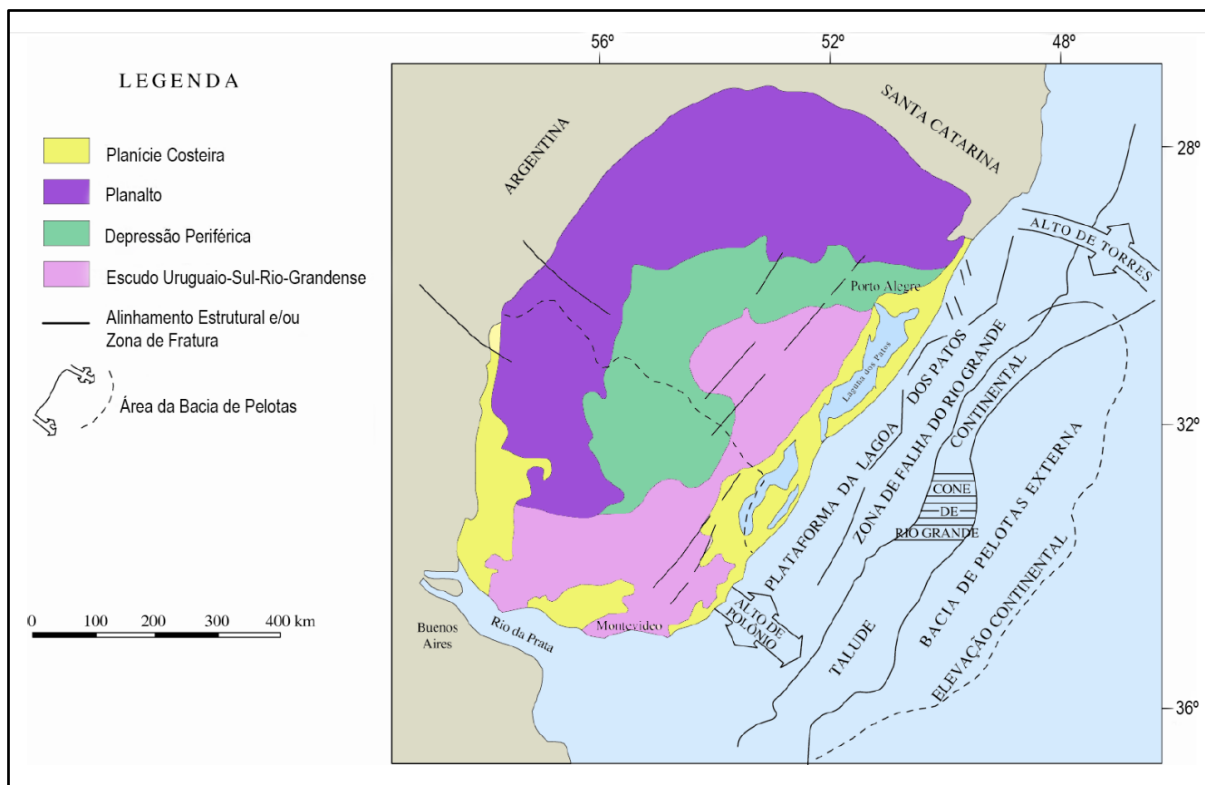 LEGENDA
Planície Costeira
Planalto
Depressão Periférica
Escudo Uruguaio-Sul-Rio-Grandense
Alinhamento Estrutural e/ou
Zona de Fratura
Área da Bacia de Pelotas
0 100 200 300 400 km
56º 52º 48º
28º
32º
36º
ARGENTINA
SANTA CATARINA
ALTO DE TORRES
Porto Alegre
Laguna dos Patos
PLATAFORMA DA LAGOA DOS PATOS
ZONA DE FALHA DO RIO GRANDE
TALUDE CONTINENTAL
CONE
DE
RIO GRANDE
BACIA DE PELOTAS EXTERNA
ELEVAÇÃO CONTINENTAL
ALTO DE
POLÔNIO
Montevideo
Rio da Prata
Buenos
Aires